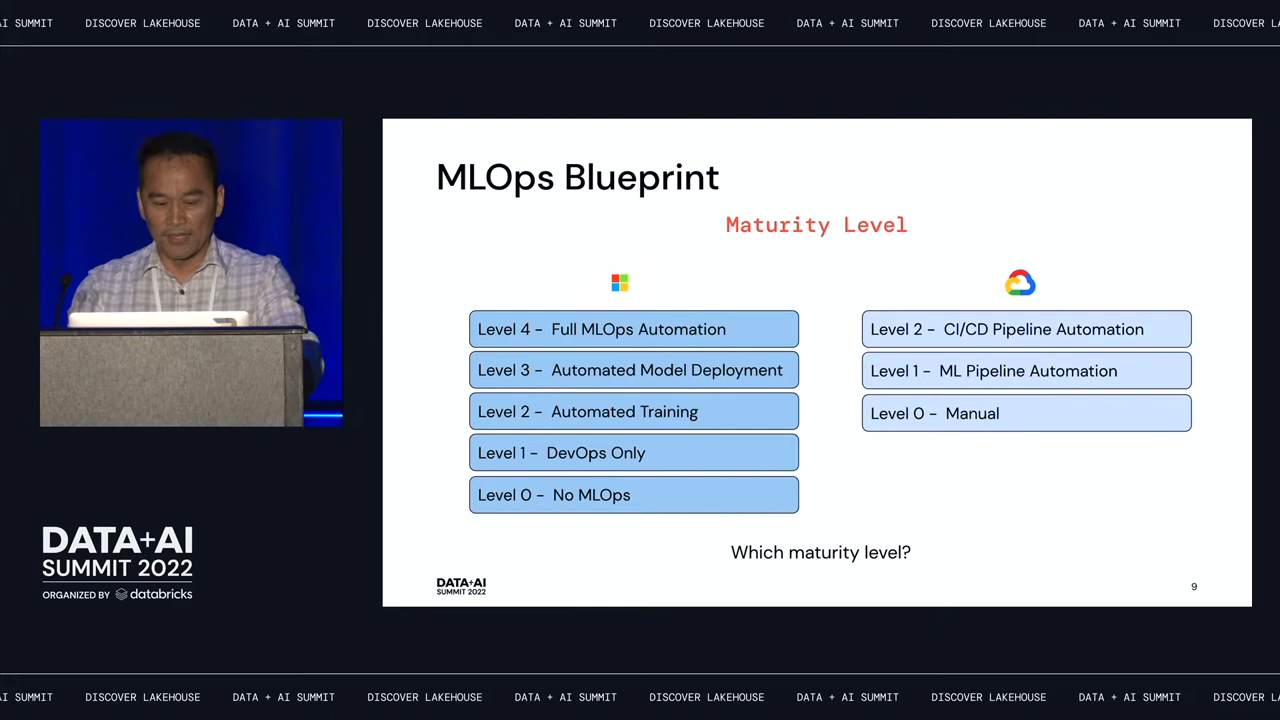 AI SUMMIT DISCOVER LAKEHOUSE DATA + AI SUMMIT DISCOVER LAKEHOUSE DATA + AI SUMMIT DISCOVER LAKEHOUSE DATA + AI SUMMIT DISCOVER LAKEHOUSE DATA + AI SUMMIT DISCOVER
MLOps Blueprint
Maturity Level
Level 4 - Full MLOps Automation
Level 3 - Automated Model Deployment
Level 2 - Automated Training
Level 1 - DevOps Only
Level 0 - No MLOps
Level 2 - CI/CD Pipeline Automation
Level 1 - ML Pipeline Automation
Level 0 - Manual
Which maturity level?
DATA+AI
SUMMIT 2022
9
DATA+AI
SUMMIT 2022
ORGANIZED BY databricks
AI SUMMIT DISCOVER LAKEHOUSE DATA + AI SUMMIT DISCOVER LAKEHOUSE DATA + AI SUMMIT DISCOVER LAKEHOUSE DATA + AI SUMMIT DISCOVER LAKEHOUSE DATA + AI SUMMIT DISCOVER